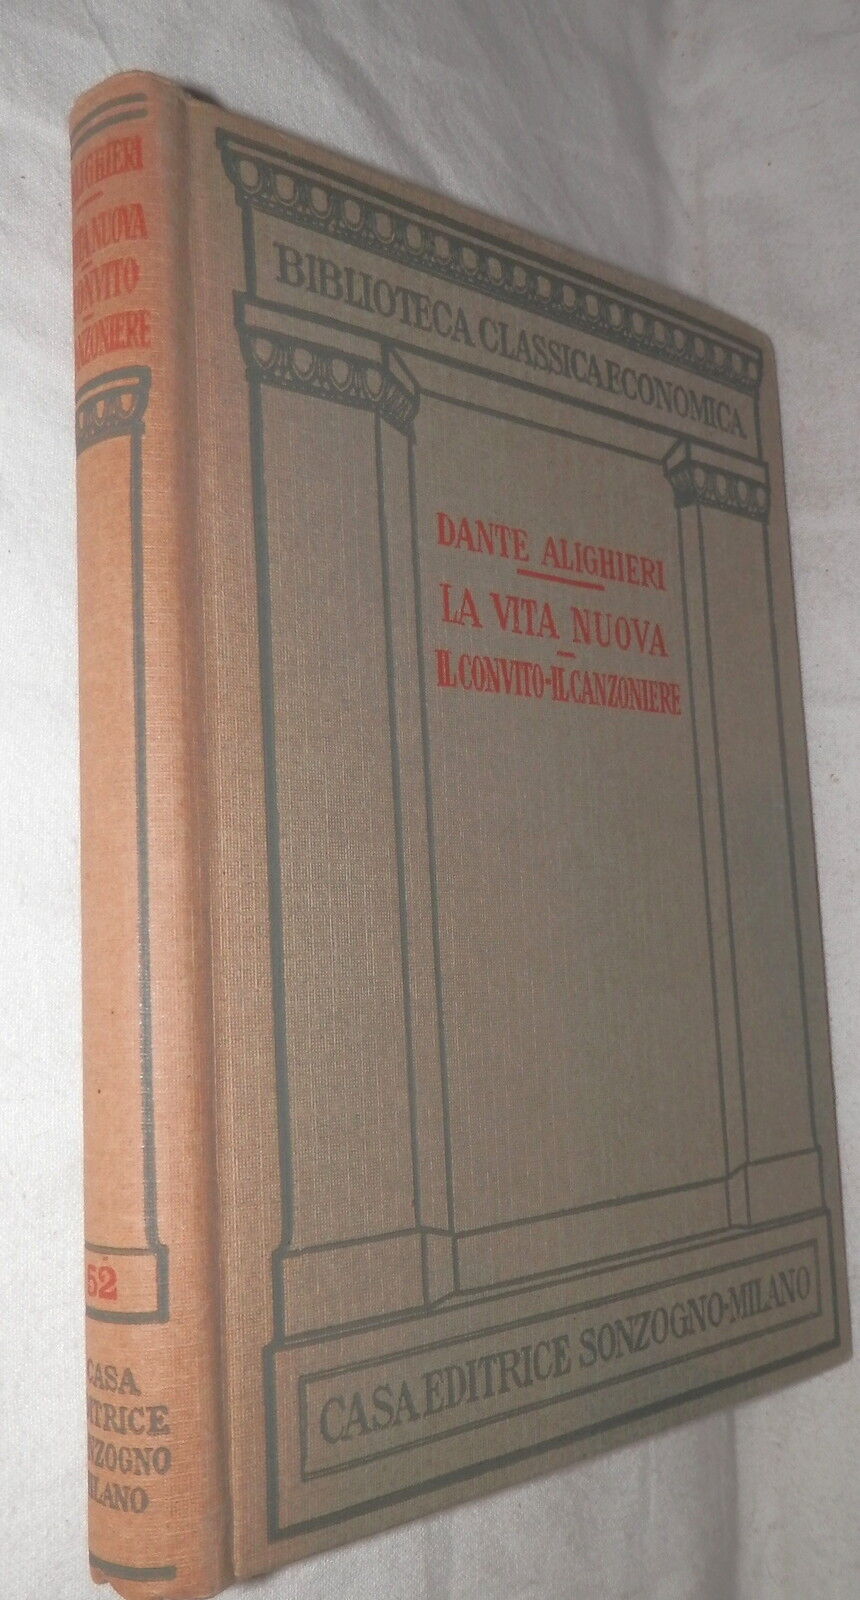 BIBLIOTECA CLASSICA ECONOMICA
DANTE ALIGHIERI
LA VITA NUOVA
IL CONVITO-IL CANZONIERE
CASA EDITRICE SONZOGNO-MILANO
ALIGHIERI
VITA NUOVA
CONVITO
CANZONIERE
52
CASA
EDITRICE
SONZOGNO
MILANO